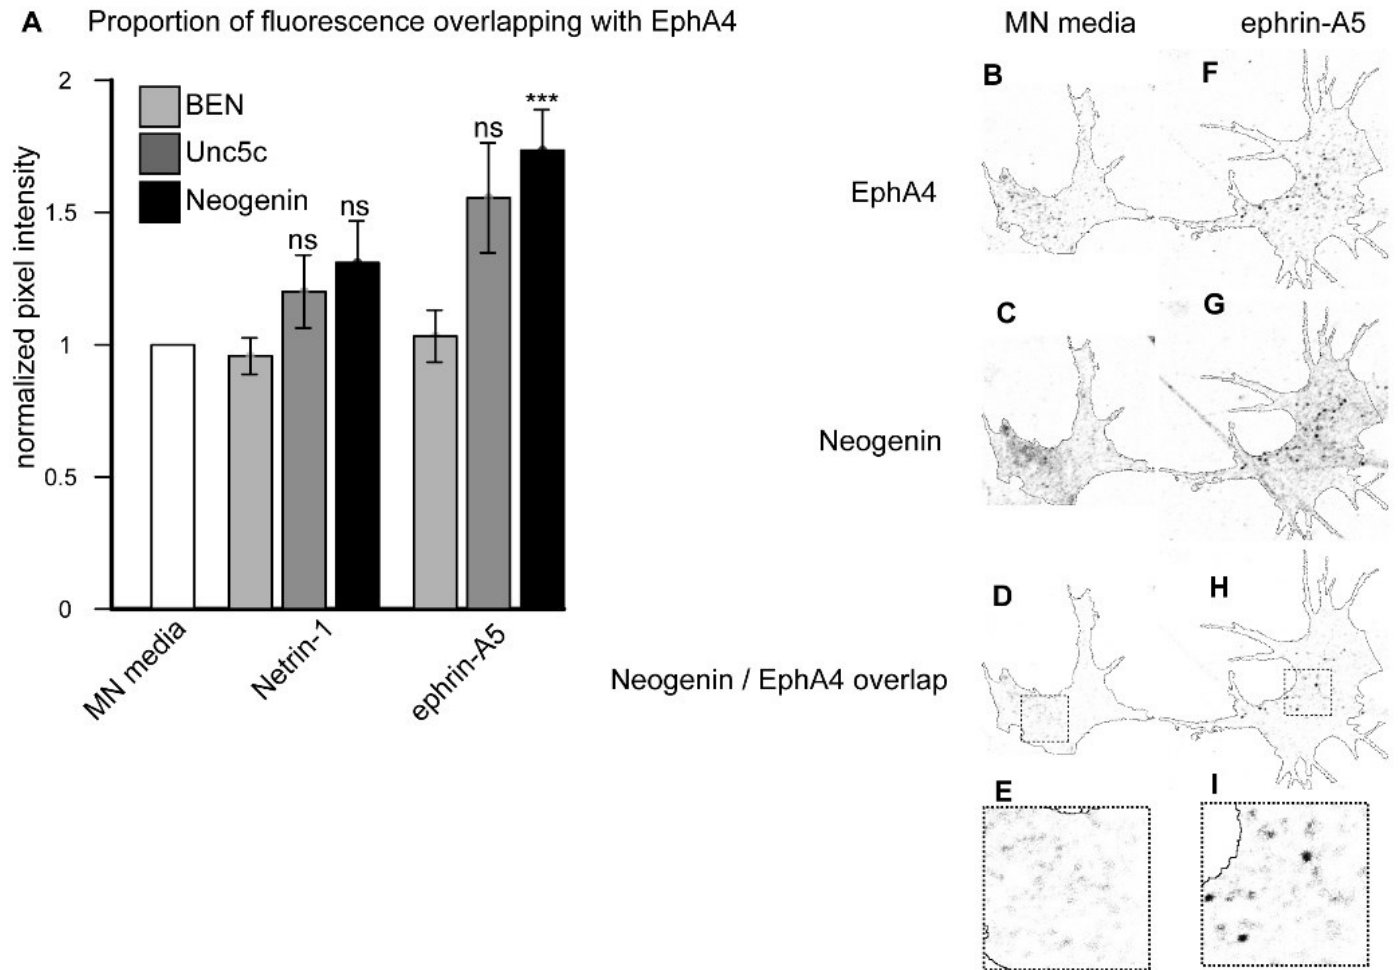 A Proportion of fluorescence overlapping with EphA4
normalized pixel intensity
2
1.5
1
0.5
0
BEN
Unc5c
Neogenin
ns
ns
ns
***
MN media
Netrin-1
ephrin-A5
MN media
ephrin-A5
B
F
EphA4
C
G
Neogenin
D
H
Neogenin / EphA4 overlap
E
I